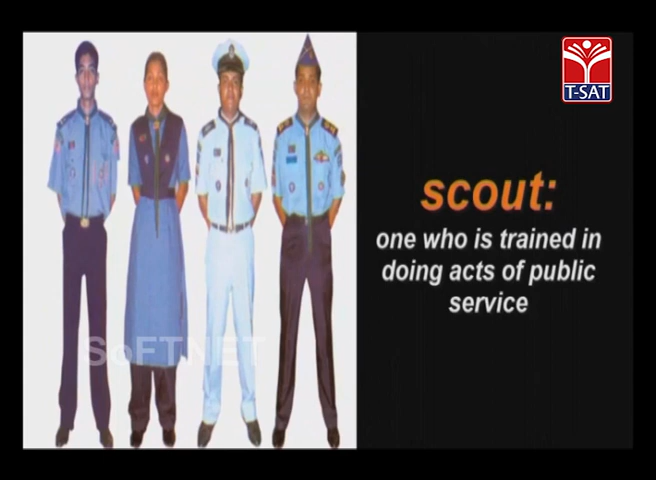 T-SAT
scout:
one who is trained in
doing acts of public
service
SoFTNET